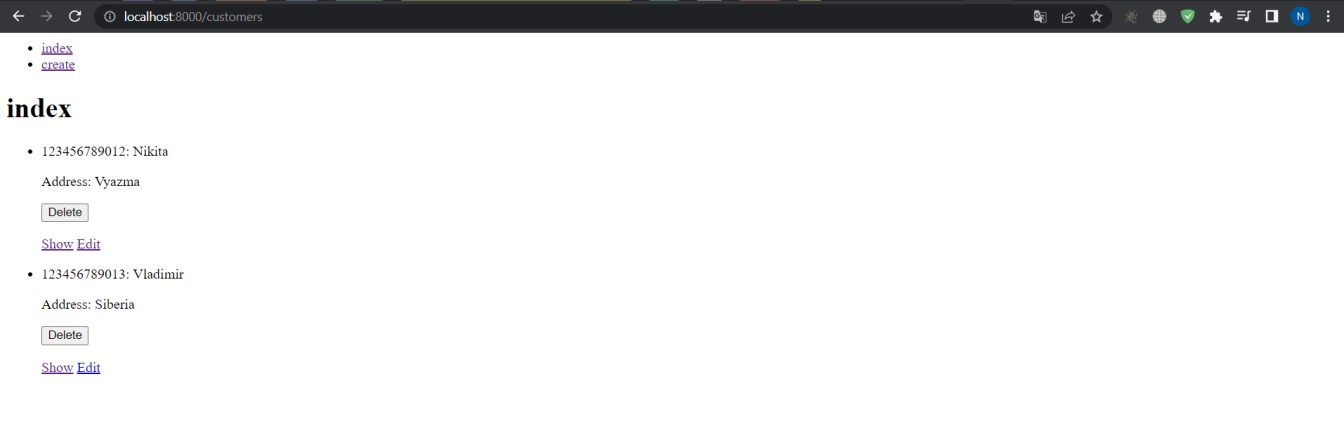 localhost:8000/customers
N
index
create
index
123456789012: Nikita
Address: Vyazma
Delete
Show Edit
123456789013: Vladimir
Address: Siberia
Delete
Show Edit